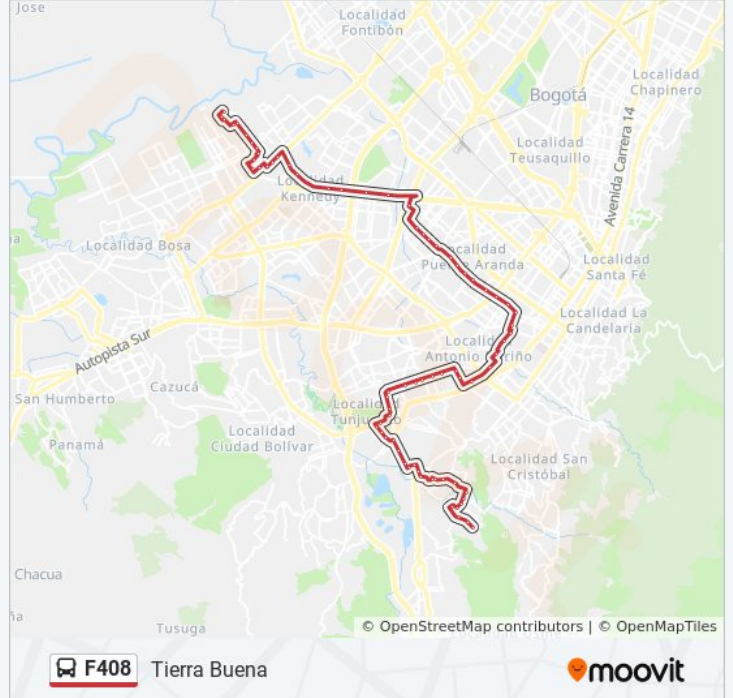 Jose
Localidad
Fontibón
Localidad
Chapinero
Bogotá
Localidad
Teusaquillo
Avenida Carrera 14
Localidad
Kennedy
Localidad Bosa
Localidad
Puente Aranda
Localidad
Santa Fé
Localidad La
Candelaria
Localidad
Antonio Nariño
Autopista Sur
Cazucá
San Humberto
Localidad
Tunjuelito
Localidad
Ciudad Bolívar
Panamá
Localidad San
Cristóbal
Chacua
Tusuga
© OpenStreetMap contributors | © OpenMapTiles
F408 Tierra Buena
moovit